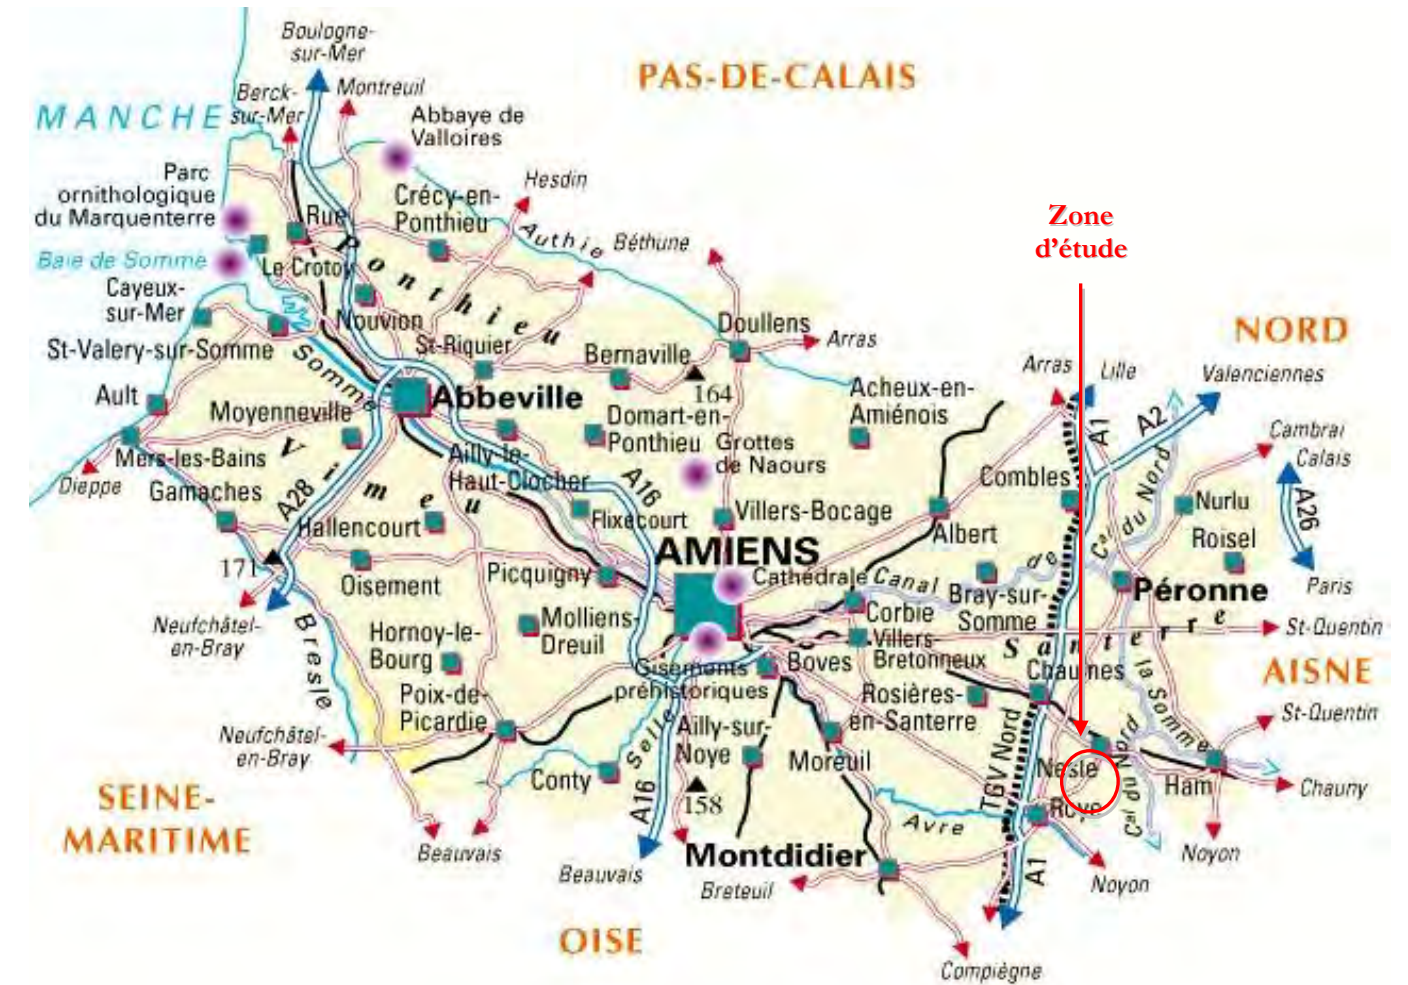 Boulogne-
sur-Mer
PAS-DE-CALAIS
Berck-
sur-Mer
Montreuil
MANCHE
Abbaye de
Valloires
Parc
ornithologique
du Marquenterre
Hesdin
Crécy-en-
Ponthieu
Rue
Zone
d'étude
Authie
Béthune
Baie de Somme
Le Crotoy
Ponthieu
Cayeux-
sur-Mer
Nouvion
Doullens
Arras
NORD
St-Valery-sur-Somme
St-Riquier
Bernaville
164
Somme
Arras
Lille
Valenciennes
Ault
Abbeville
Acheux-en-
Amiénois
Moyenneville
Domart-en-
Ponthieu
A1
A2
Mers-les-Bains
Vimeu
Ailly-le-
Haut-Clocher
Grottes
de Naours
Cambrai
Calais
Dieppe
Gamaches
A28
A16
Combles
Cal du Nord
A26
Hallencourt
Flixecourt
Villers-Bocage
Albert
Nurlu
Roisel
171
Oisement
Picquigny
AMIENS
Cathédrale
Canal de
Bray-sur-
Somme
Péronne
Paris
Neufchâtel-
en-Bray
Bresle
Hornoy-le-
Bourg
Molliens-
Dreuil
Corbie
Villers-
Bretonneux
Santerre
St-Quentin
Gisements
préhistoriques
Boves
Chaulnes
la Somme
AISNE
Poix-de-
Picardie
Rosières-
en-Santerre
Neufchâtel-
en-Bray
Selle
Ailly-sur-
Noye
Moreuil
TGV Nord
St-Quentin
Conty
A16
158
Nesle
Cal du Nord
Ham
Chauny
SEINE-
MARITIME
Roye
Avre
Beauvais
Beauvais
Montdidier
Breteuil
A1
Noyon
Noyon
OISE
Compiègne